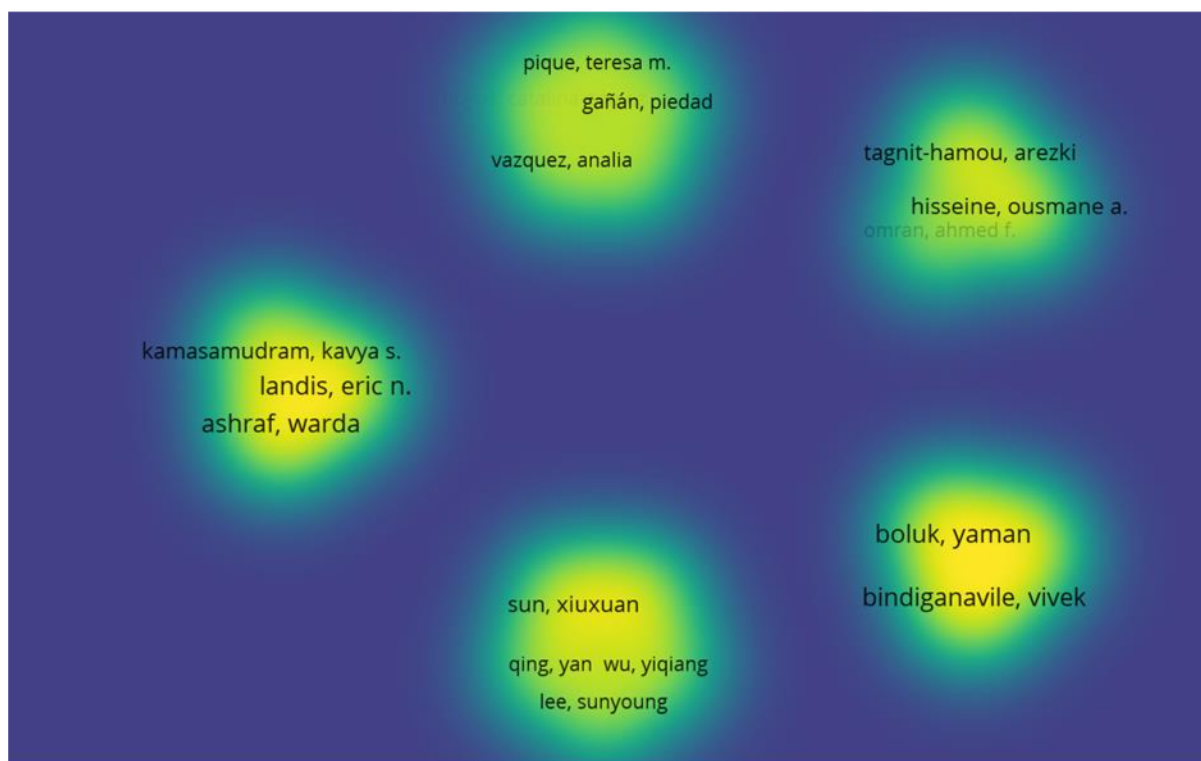 pique, teresa m.
gañán, piedad
vazquez, analia
tagnit-hamou, arezki
hisseine, ousmane a.
omran, ahmed f.
kamasamudram, kavya s.
landis, eric n.
ashraf, warda
boluk, yaman
bindiganavile, vivek
sun, xiuxuan
qing, yan wu, yiqiang
lee, sunyoung